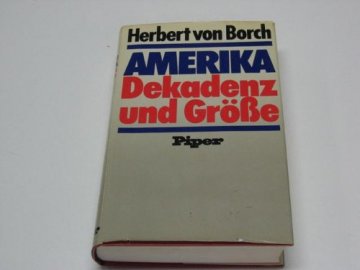 Herbert von Borch
AMERIKA
Dekadenz
und Größe
Piper